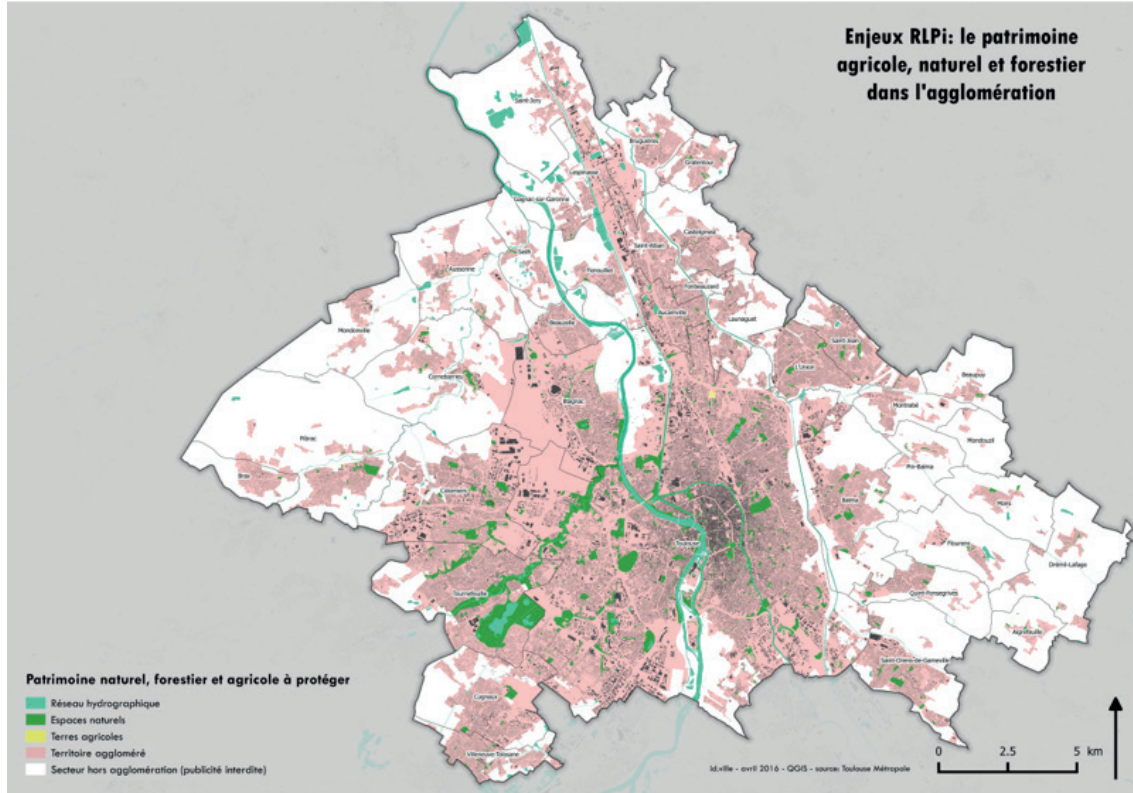 Enjeux RLPi: le patrimoine
agricole, naturel et forestier
dans l'agglomération
Saint-Jory
Bruguières
Gratentour
Lespinasse
Gagnac-sur-Garonne
Castelginest
Saint-Alban
Seilh
Aussonne
Fenouillet
Fonbeauzard
Aucamville
Launaguet
Mondonville
Beauzelle
Saint-Jean
L'Union
Beaupuy
Cornebarrieu
Montrabé
Blagnac
Mondouzil
Pibrac
Pin-Balma
Brax
Colomiers
Balma
Mons
Flourens
Toulouse
Drémil-Lafage
Tournefeuille
Quint-Fonsegrives
Aigrefeuille
Saint-Orens-de-Gameville
Cugnaux
Villeneuve-Tolosane
Patrimoine naturel, forestier et agricole à protéger
Réseau hydrographique
Espaces naturels
Terres agricoles
Territoire aggloméré
Secteur hors agglomération (publicité interdite)
Id.ville - avril 2016 - QGIS - source: Toulouse Métropole
0 2.5 5 km